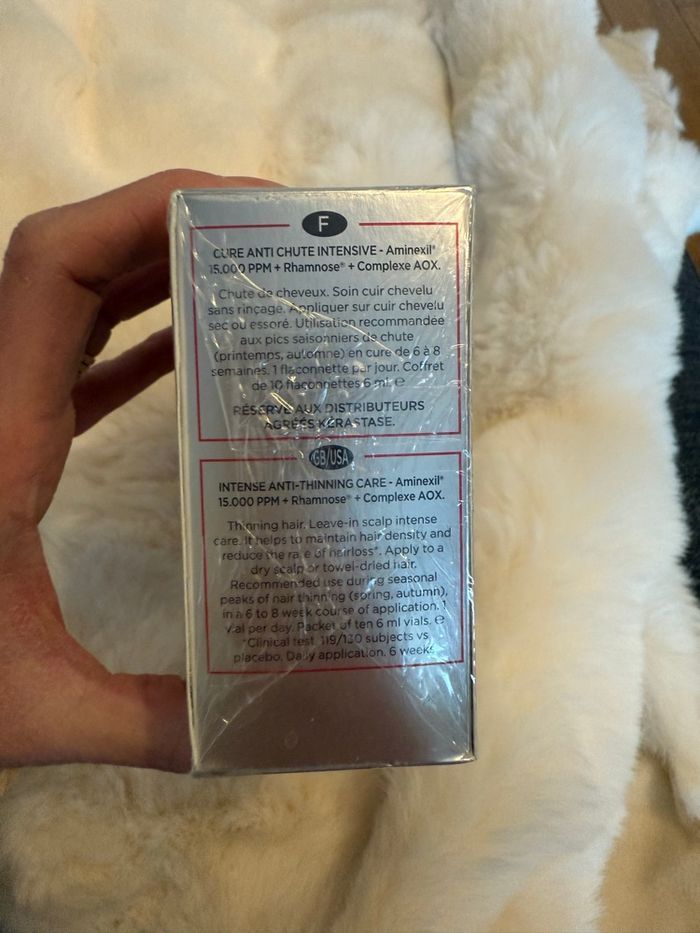 F
CURE ANTI CHUTE INTENSIVE - Aminexil®
15.000 PPM + Rhamnose® + Complexe AOX.
Chute de cheveux. Soin cuir chevelu
sans rinçage. Appliquer sur cuir chevelu
sec ou essoré. Utilisation recommandée
aux pics saisonniers de chute
(printemps, automne) en cure de 6 à 8
semaines. 1 flaconnette par jour. Coffret
de 10 flaconnettes 6 ml. ℮
RÉSERVÉ AUX DISTRIBUTEURS
AGRÉÉS KÉRASTASE.
GB/USA
INTENSE ANTI-THINNING CARE - Aminexil®
15.000 PPM + Rhamnose® + Complexe AOX.
Thinning hair. Leave-in scalp intense
care. It helps to maintain hair density and
reduce the rate of hairloss*. Apply to a
dry scalp or towel-dried hair.
Recommended use during seasonal
peaks of hair thinning (spring, autumn),
in a 6 to 8 week course of application. 1
vial per day. Packet of ten 6 ml vials. ℮
*Clinical test. 119/130 subjects vs
placebo. Daily application. 6 weeks.